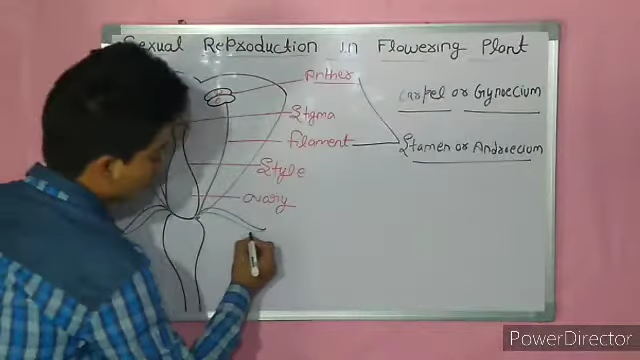 Sexual Reproduction in Flowering Plant
Anther
Carpel or Gynoecium
Stigma
filament
Stamen or Androecium
Style
ovary
PowerDirector